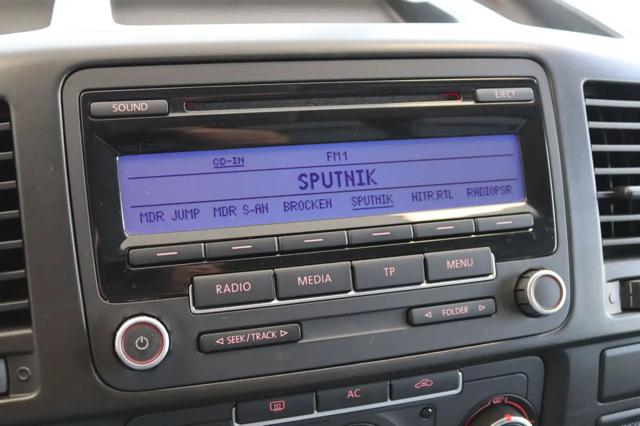 SOUND
EJECT
CD-IN FM1
SPUTNIK
MDR JUMP MDR S-AN BROCKEN SPUTNIK HITR.RTL RADIOPSR
RADIO MEDIA TP MENU
◁ SEEK/TRACK ▷ ◁ FOLDER ▷
AC